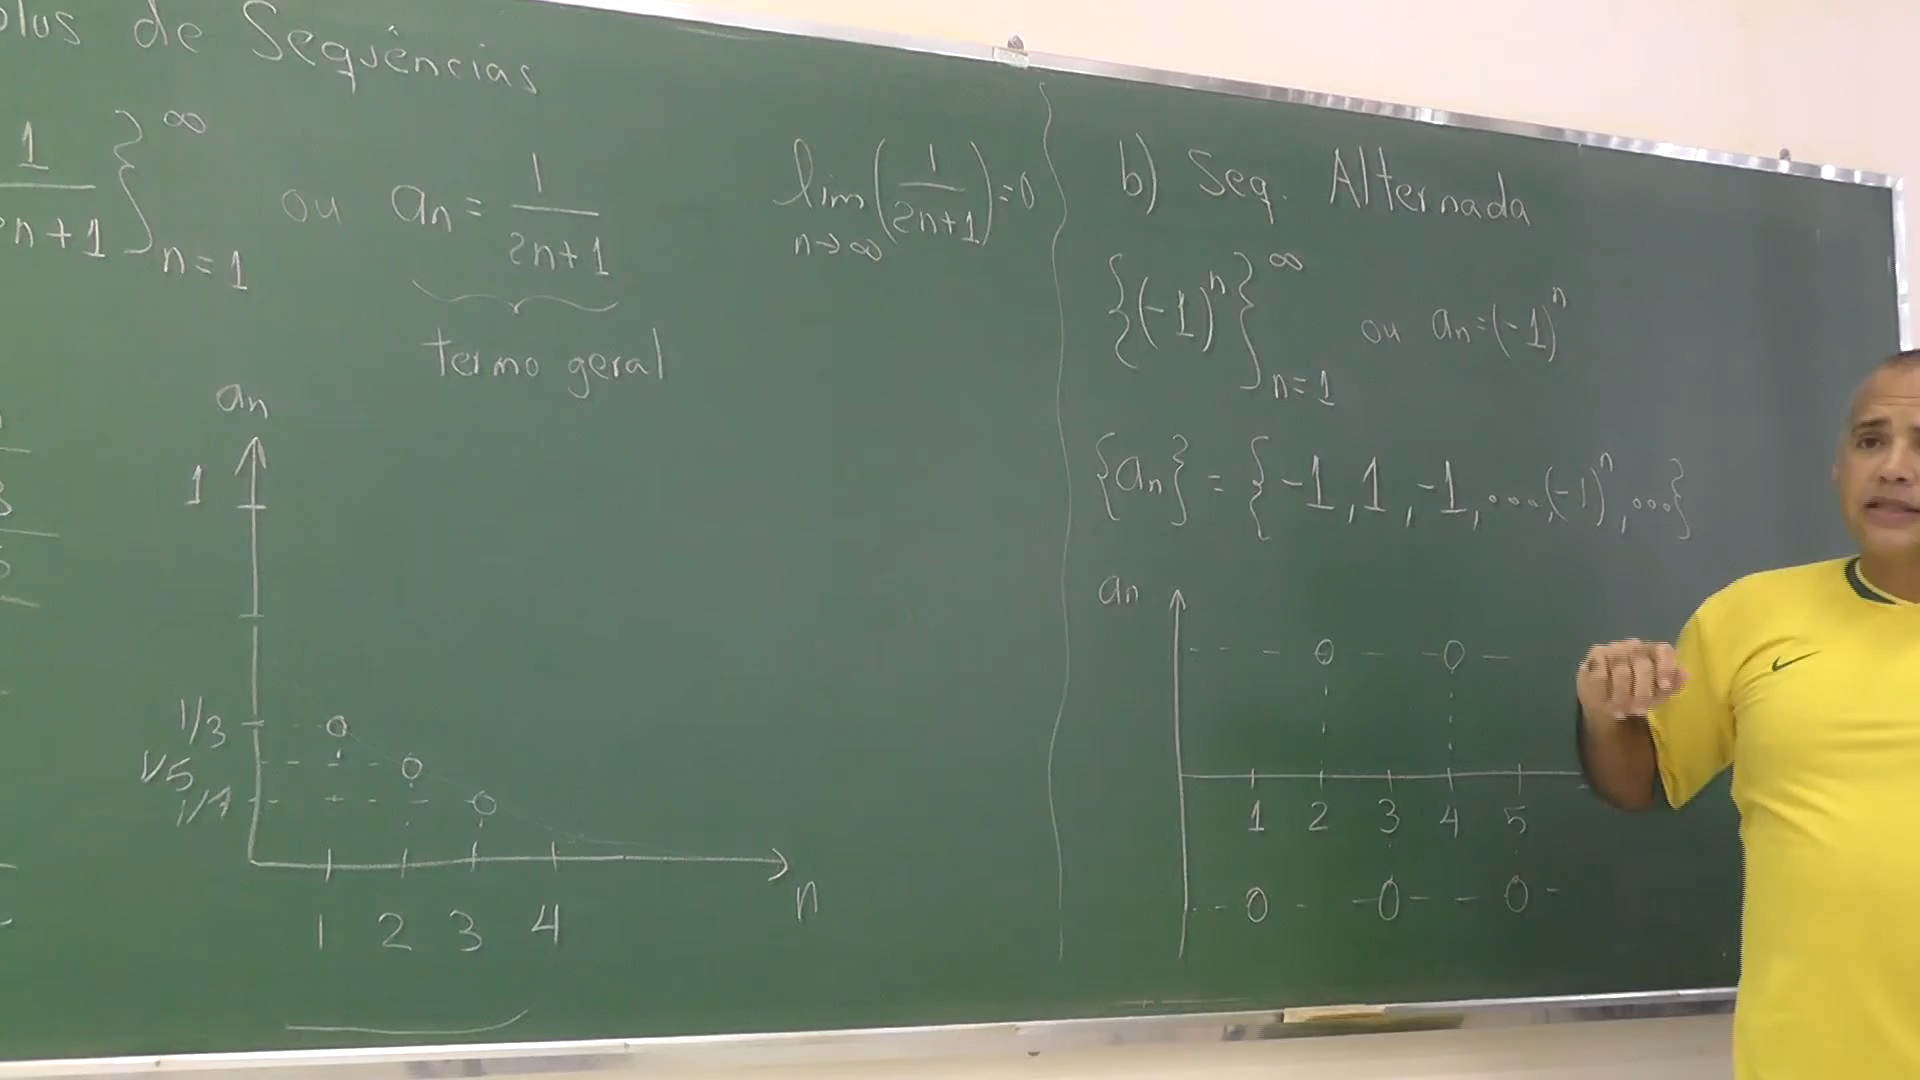 de Sequências
1
n+1 }∞ n=1 ou an = 1/(2n+1)
lim n→∞ (1/(2n+1)) = 0
termo geral
an
1
1/3
1/5
1/7
1 2 3 4
n
b) Seq. Alternada
{(-1)^n}∞ n=1 ou an=(-1)^n
{an} = {-1, 1, -1, ..., (-1)^n, ...}
an
1 2 3 4 5